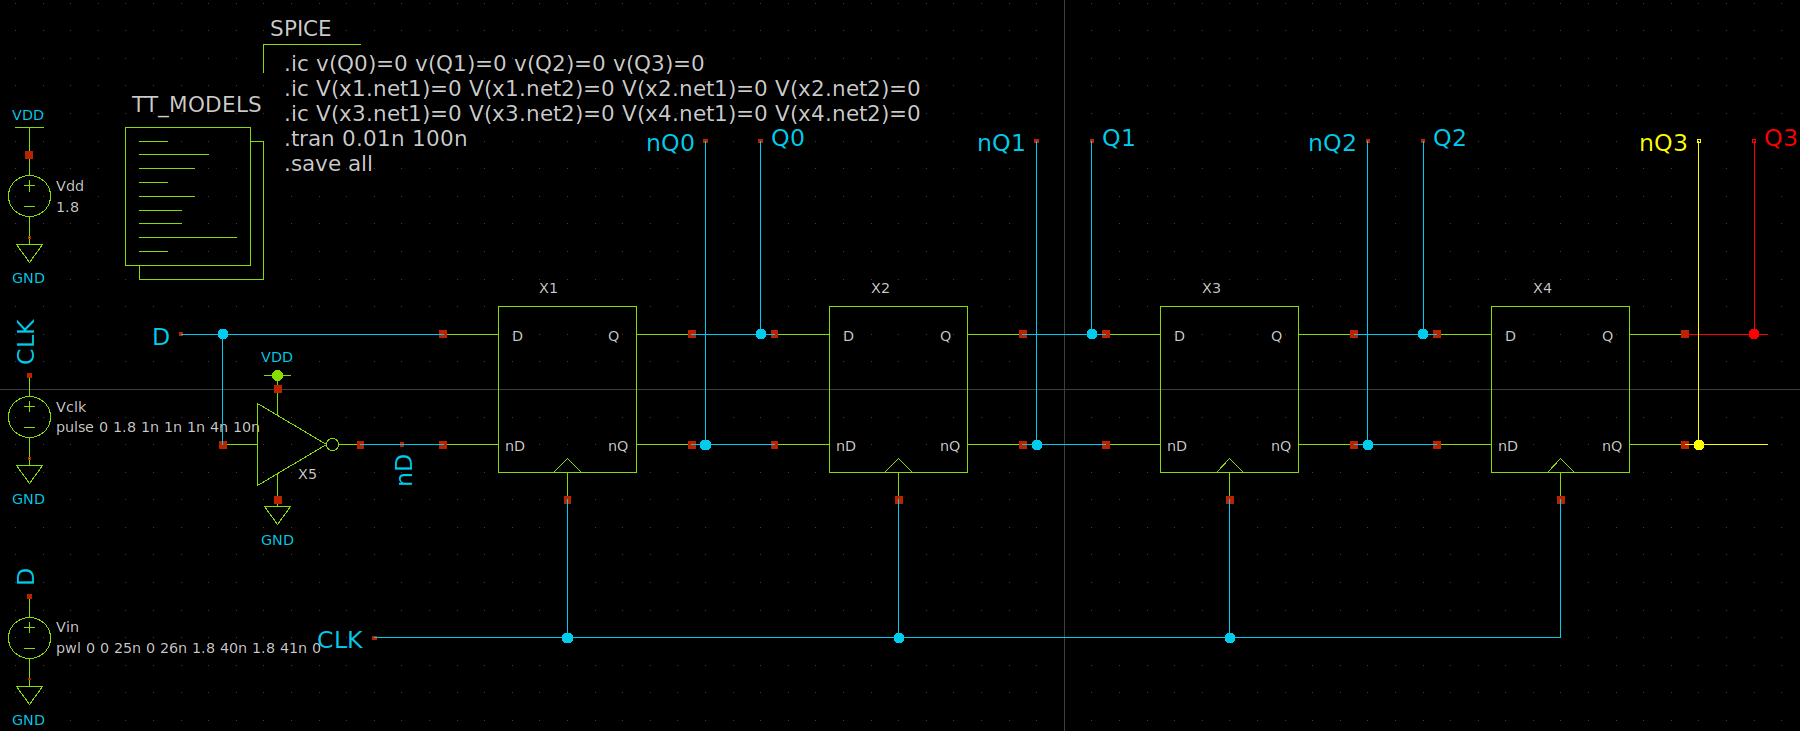 SPICE
.ic v(Q0)=0 v(Q1)=0 v(Q2)=0 v(Q3)=0
.ic V(x1.net1)=0 V(x1.net2)=0 V(x2.net1)=0 V(x2.net2)=0
.ic V(x3.net1)=0 V(x3.net2)=0 V(x4.net1)=0 V(x4.net2)=0
.tran 0.01n 100n
.save all
TT_MODELS
VDD
Vdd
1.8
GND
nQ0
Q0
nQ1
Q1
nQ2
Q2
nQ3
Q3
X1
X2
X3
X4
D
D
Q
D
Q
D
Q
D
Q
CLK
VDD
Vclk
pulse 0 1.8 1n 1n 1n 4n 10n
GND
X5
nD
GND
nD
nQ
nD
nQ
nD
nQ
nD
nQ
D
Vin
pwl 0 0 25n 0 26n 1.8 40n 1.8 41n 0
CLK
GND